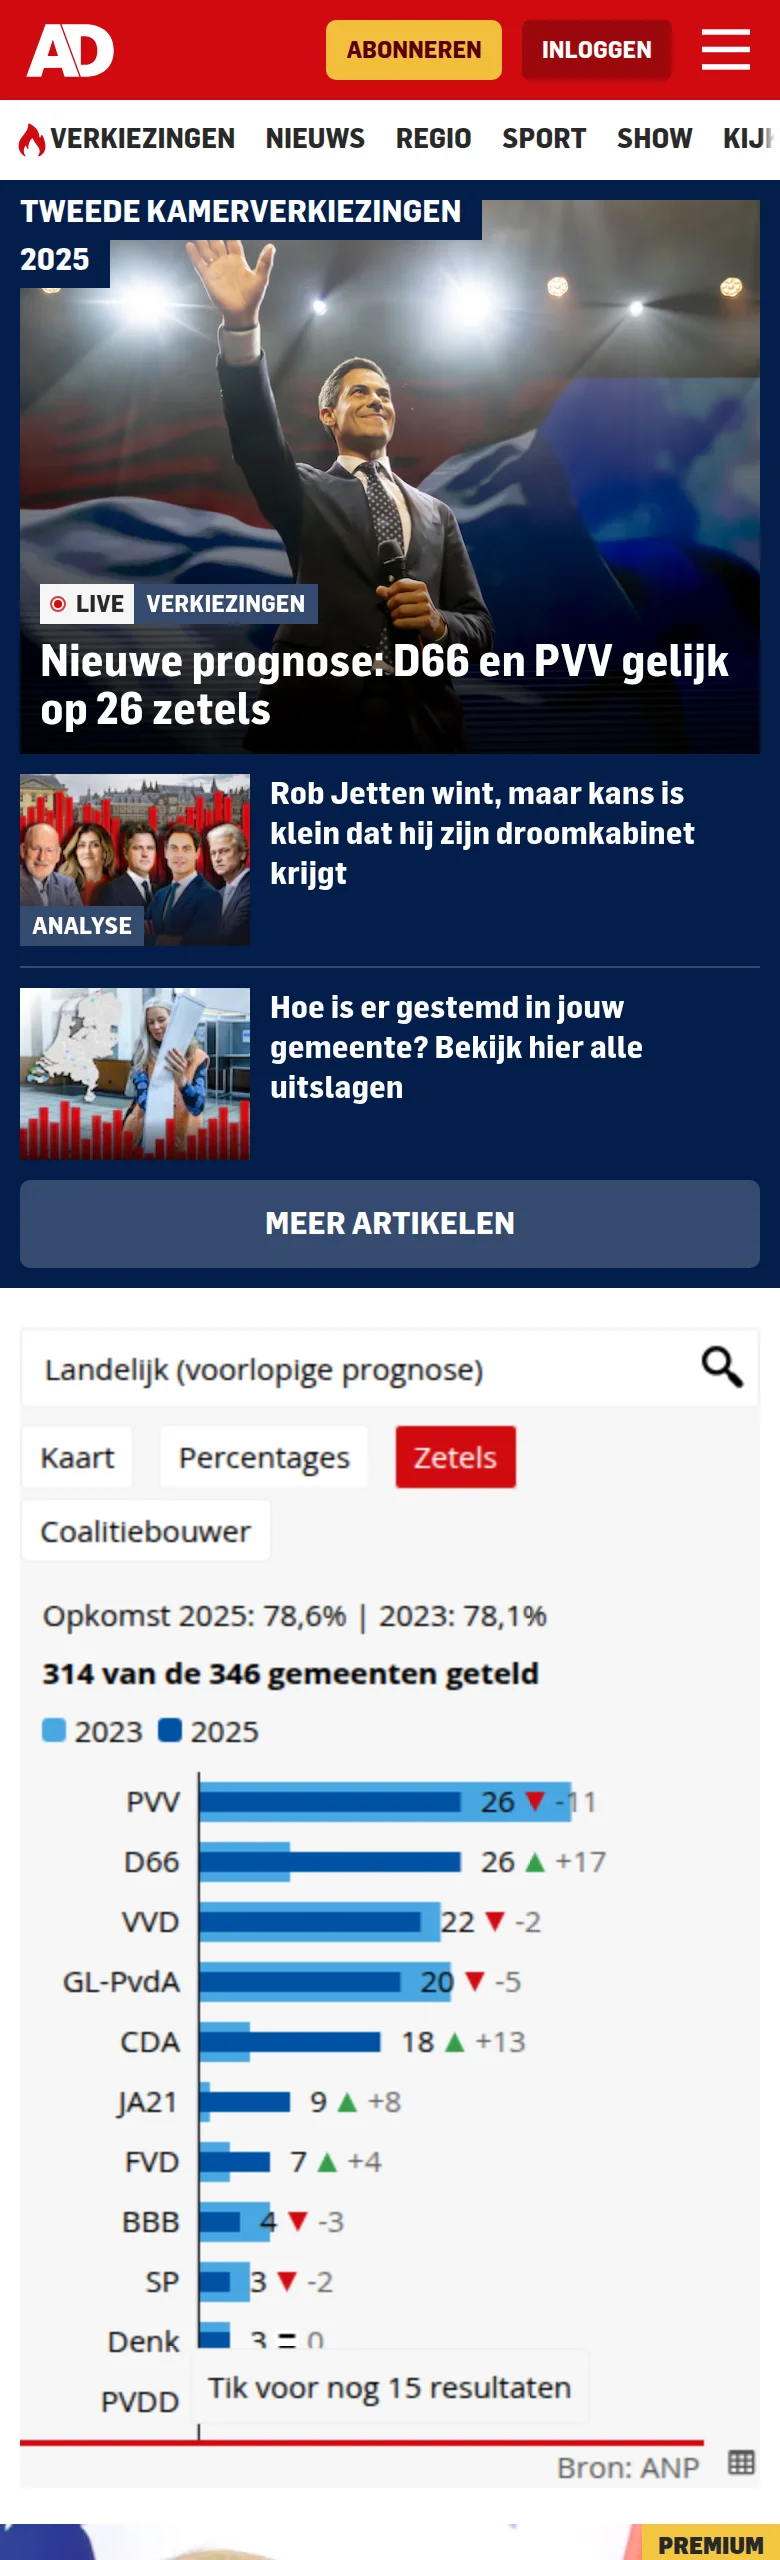 AD
ABONNEREN
INLOGGEN
VERKIEZINGEN NIEUWS REGIO SPORT SHOW
TWEEDE KAMERVERKIEZINGEN
2025
LIVE VERKIEZINGEN
Nieuwe prognose: D66 en PVV gelijk
op 26 zetels
Rob Jetten wint, maar kans is
klein dat hij zijn droomkabinet
krijgt
ANALYSE
Hoe is er gestemd in jouw
gemeente? Bekijk hier alle
uitslagen
MEER ARTIKELEN
Landelijk (voorlopige prognose)
Kaart Percentages Zetels
Coalitiebouwer
Opkomst 2025: 78,6% | 2023: 78,1%
314 van de 346 gemeenten geteld
2023 2025
PVV 26 ▼ -11
D66 26 ▲ +17
VVD 22 ▼ -2
GL-PvdA 20 ▼ -5
CDA 18 ▲ +13
JA21 9 ▲ +8
FVD 7 ▲ +4
BBB 4 ▼ -3
SP 3 ▼ -2
Denk 3 = 0
PVDD
Tik voor nog 15 resultaten
Bron: ANP
PREMIUM